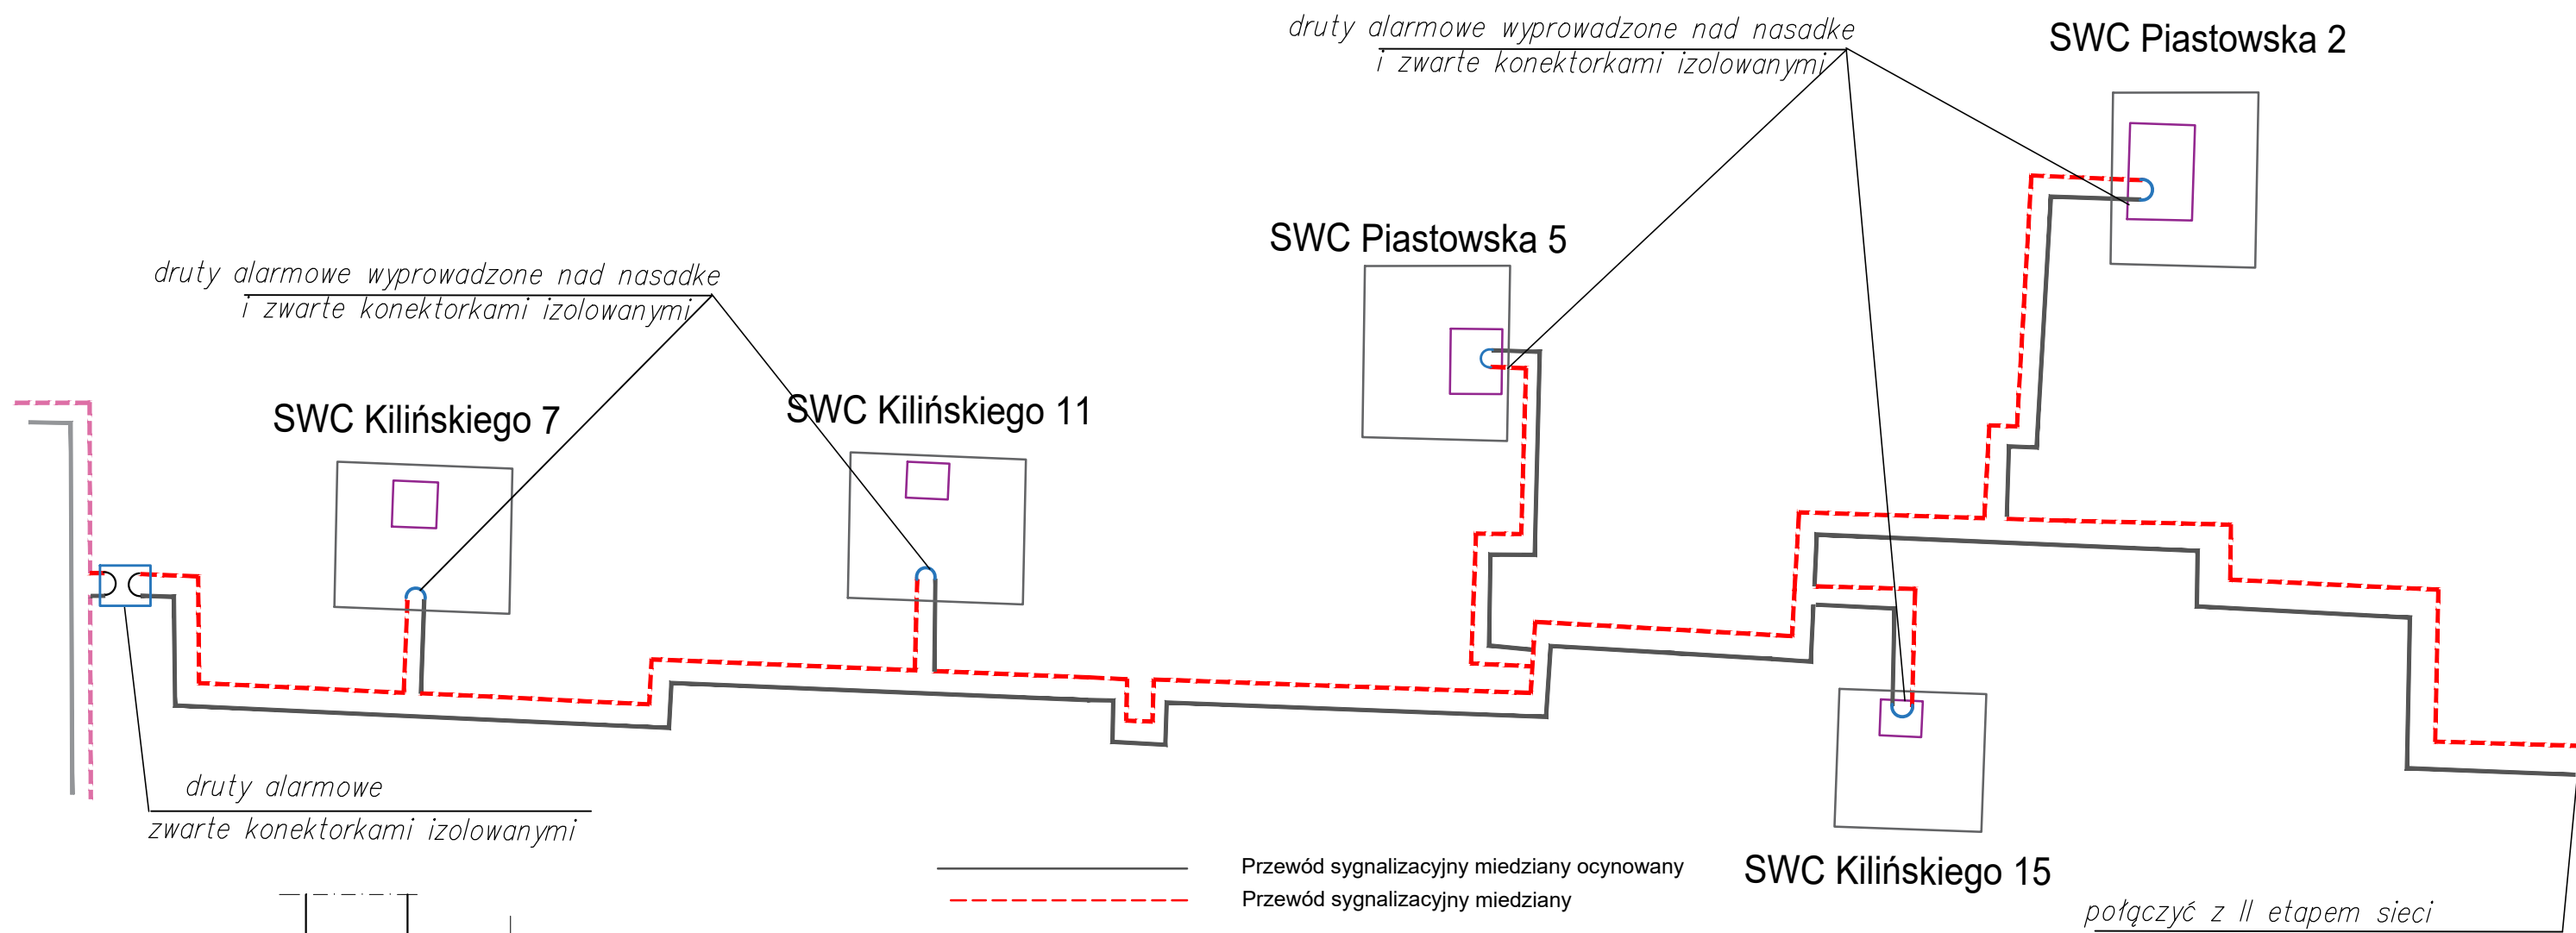 druty alarmowe wyprowadzone nad nasadke
i zwarte konektorkami izolowanymi
SWC Piastowska 2
SWC Piastowska 5
druty alarmowe wyprowadzone nad nasadke
i zwarte konektorkami izolowanymi
SWC Kilińskiego 7
SWC Kilińskiego 11
druty alarmowe
zwarte konektorkami izolowanymi
Przewód sygnalizacyjny miedziany ocynowany
Przewód sygnalizacyjny miedziany
SWC Kilińskiego 15
połączyć z II etapem sieci